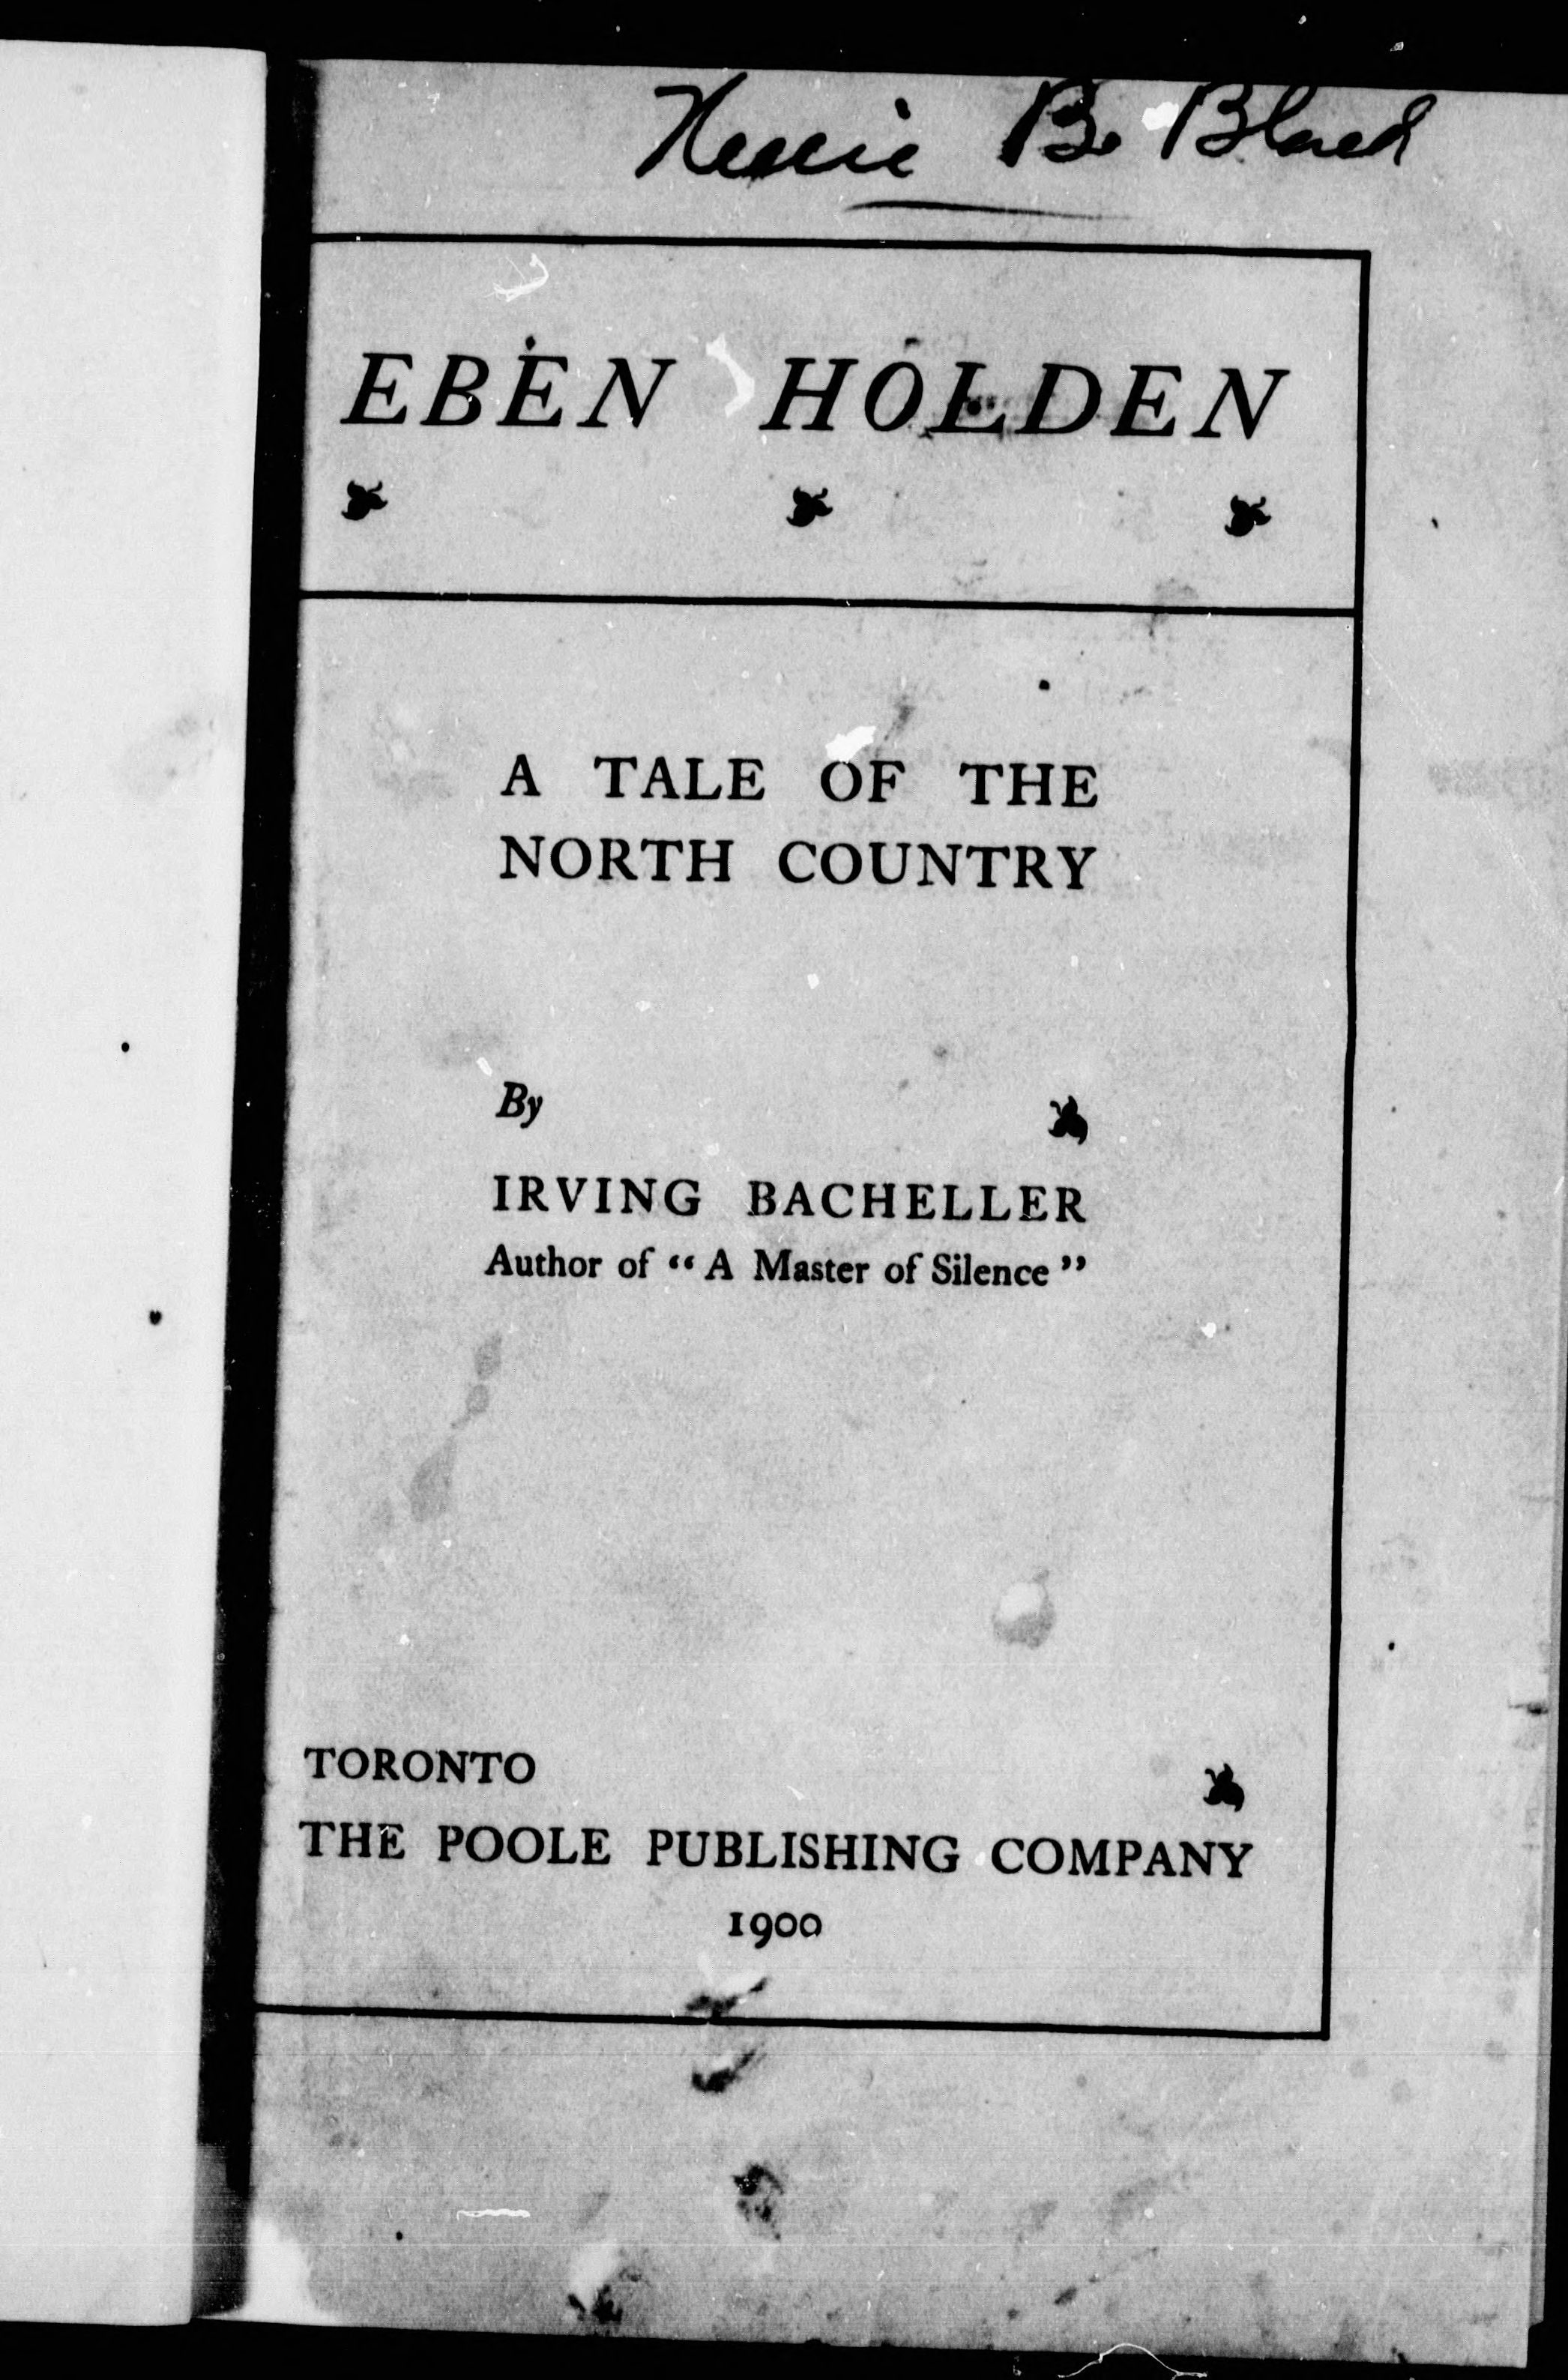 B.
EBEN HOLDEN
A TALE OF THE
NORTH COUNTRY
By
IRVING BACHELLER
Author of “A Master of Silence”
TORONTO
THE POOLE PUBLISHING COMPANY
1900